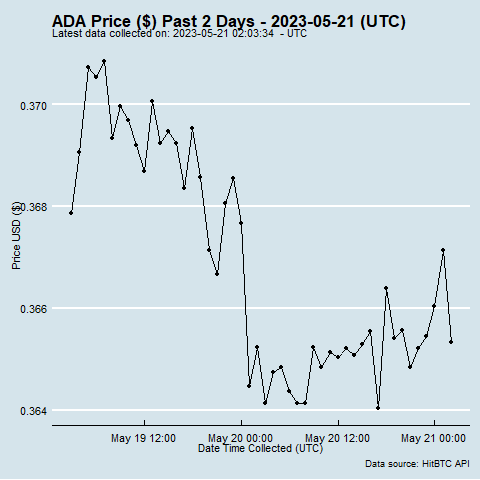 ADA Price ($) Past 2 Days - 2023-05-21 (UTC)
Latest data collected on: 2023-05-21 02:03:34 - UTC
0.370
0.368
0.366
0.364
Price USD ($)
May 19 12:00
May 20 00:00
May 20 12:00
May 21 00:00
Date Time Collected (UTC)
Data source: HitBTC API